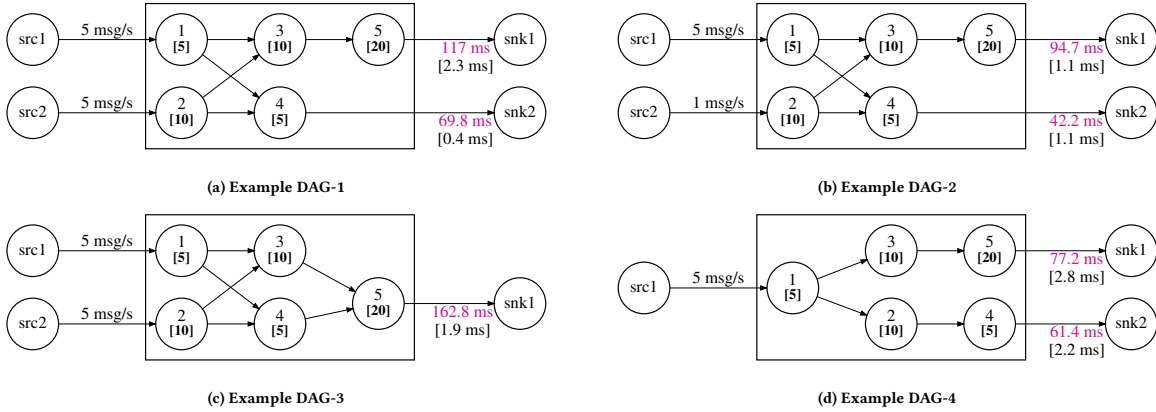 src1
5 msg/s
1
[5]
3
[10]
5
[20]
117 ms
[2.3 ms]
snk1
src2
5 msg/s
2
[10]
4
[5]
69.8 ms
[0.4 ms]
snk2
(a) Example DAG-1
src1
5 msg/s
1
[5]
3
[10]
5
[20]
94.7 ms
[1.1 ms]
snk1
src2
1 msg/s
2
[10]
4
[5]
42.2 ms
[1.1 ms]
snk2
(b) Example DAG-2
src1
5 msg/s
1
[5]
3
[10]
5
[20]
162.8 ms
[1.9 ms]
snk1
src2
5 msg/s
2
[10]
4
[5]
(c) Example DAG-3
src1
5 msg/s
1
[5]
3
[10]
5
[20]
77.2 ms
[2.8 ms]
snk1
2
[10]
4
[5]
61.4 ms
[2.2 ms]
snk2
(d) Example DAG-4